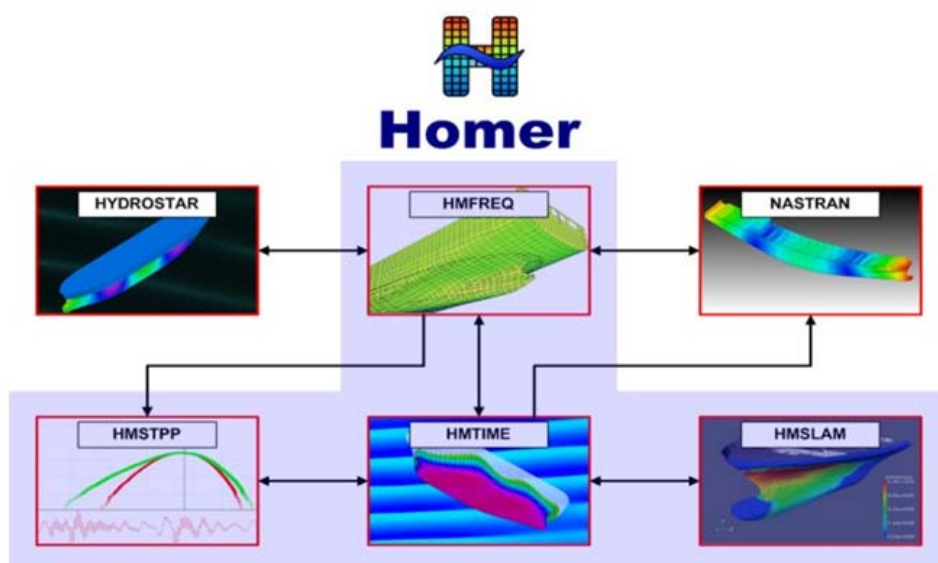 Homer
HYDROSTAR
HMFREQ
NASTRAN
HMSTPP
HMTIME
HMSLAM